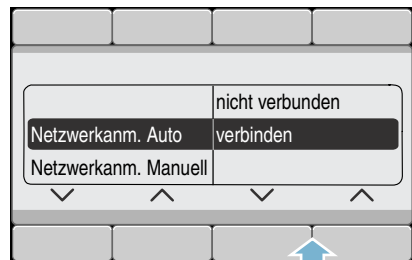 nicht verbunden
Netzwerkanm. Auto verbinden
Netzwerkanm. Manuell